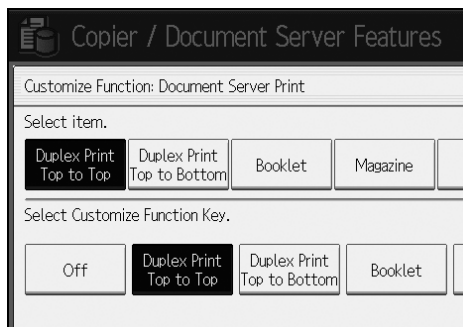 Copier / Document Server Features
Customize Function: Document Server Print
Select item.
Duplex Print
Top to Top
Duplex Print
Top to Bottom
Booklet
Magazine
Select Customize Function Key.
Off
Duplex Print
Top to Top
Duplex Print
Top to Bottom
Booklet